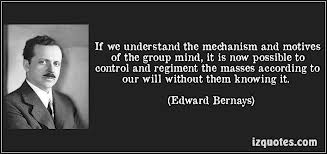 If we understand the mechanism and motives
of the group mind, it is now possible to
control and regiment the masses according to
our will without them knowing it.
(Edward Bernays)
izquotes.com